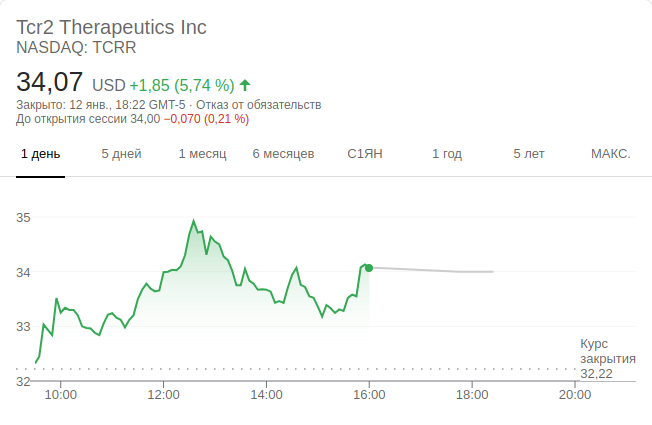 Tcr2 Therapeutics Inc
NASDAQ: TCRR
34,07 USD +1,85 (5,74 %)
Закрыто: 12 янв., 18:22 GMT-5 · Отказ от обязательств
До открытия сессии 34,00 −0,070 (0,21 %)
1 день 5 дней 1 месяц 6 месяцев С1ЯН 1 год 5 лет МАКС.
35
34
33
Курс
закрытия
32,22
32
10:00 12:00 14:00 16:00 18:00 20:00